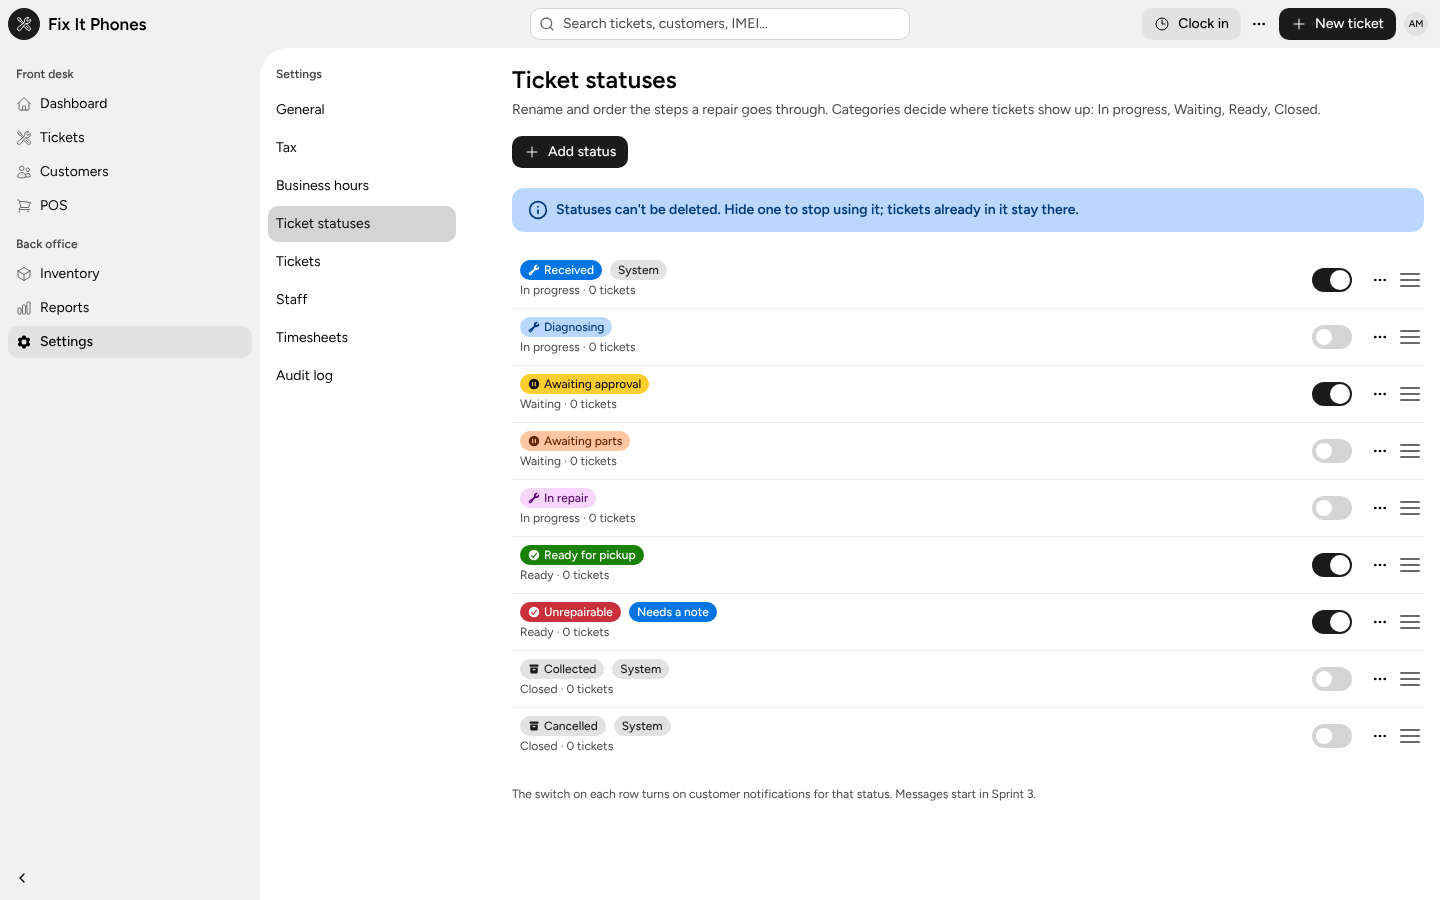 Fix It Phones
Search tickets, customers, IMEI...
Clock in
New ticket
AM
Front desk
Dashboard
Tickets
Customers
POS
Back office
Inventory
Reports
Settings
Settings
General
Tax
Business hours
Ticket statuses
Tickets
Staff
Timesheets
Audit log
Ticket statuses
Rename and order the steps a repair goes through. Categories decide where tickets show up: In progress, Waiting, Ready, Closed.
Add status
Statuses can't be deleted. Hide one to stop using it; tickets already in it stay there.
Received System
In progress · 0 tickets
Diagnosing
In progress · 0 tickets
Awaiting approval
Waiting · 0 tickets
Awaiting parts
Waiting · 0 tickets
In repair
In progress · 0 tickets
Ready for pickup
Ready · 0 tickets
Unrepairable Needs a note
Ready · 0 tickets
Collected System
Closed · 0 tickets
Cancelled System
Closed · 0 tickets
The switch on each row turns on customer notifications for that status. Messages start in Sprint 3.